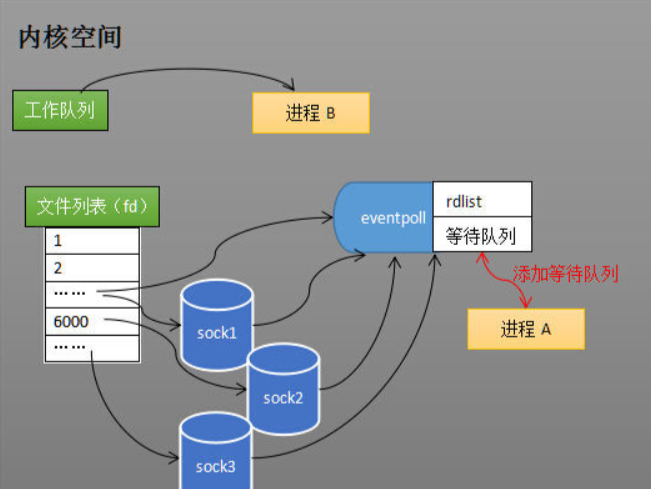 内核空间
工作队列
进程 B
文件列表（fd）
1
2
……
6000
……
eventpoll
rdlist
等待队列
添加等待队列
进程 A
sock1
sock2
sock3